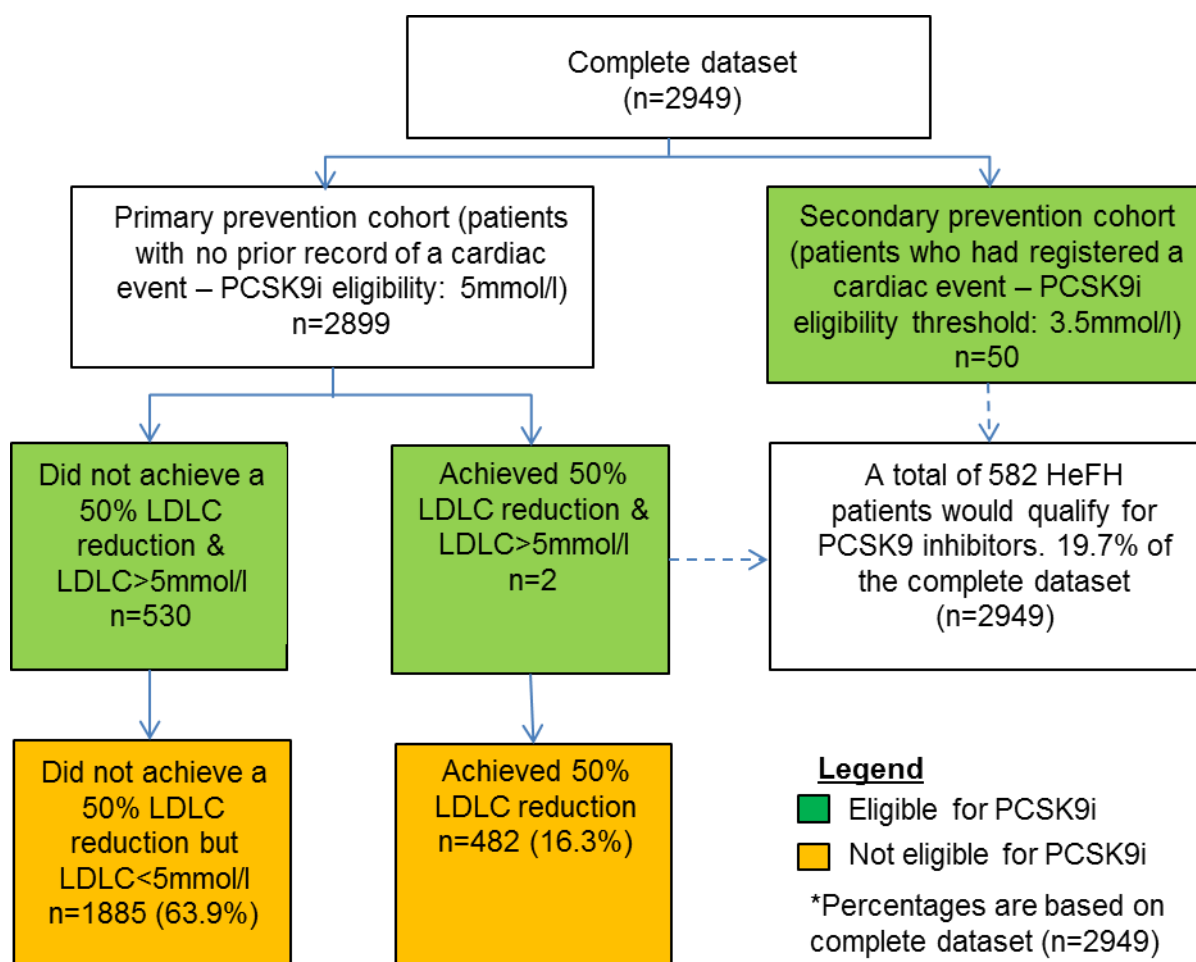 Complete dataset
(n=2949)
Primary prevention cohort (patients
with no prior record of a cardiac
event – PCSK9i eligibility: 5mmol/l)
n=2899
Secondary prevention cohort
(patients who had registered a
cardiac event – PCSK9i
eligibility threshold: 3.5mmol/l)
n=50
Did not achieve a
50% LDLC
reduction &
LDLC>5mmol/l
n=530
Achieved 50%
LDLC reduction &
LDLC>5mmol/l
n=2
A total of 582 HeFH
patients would qualify for
PCSK9 inhibitors. 19.7% of
the complete dataset
(n=2949)
Did not achieve a
50% LDLC
reduction but
LDLC<5mmol/l
n=1885 (63.9%)
Achieved 50%
LDLC reduction
n=482 (16.3%)
Legend
Eligible for PCSK9i
Not eligible for PCSK9i
*Percentages are based on
complete dataset (n=2949)